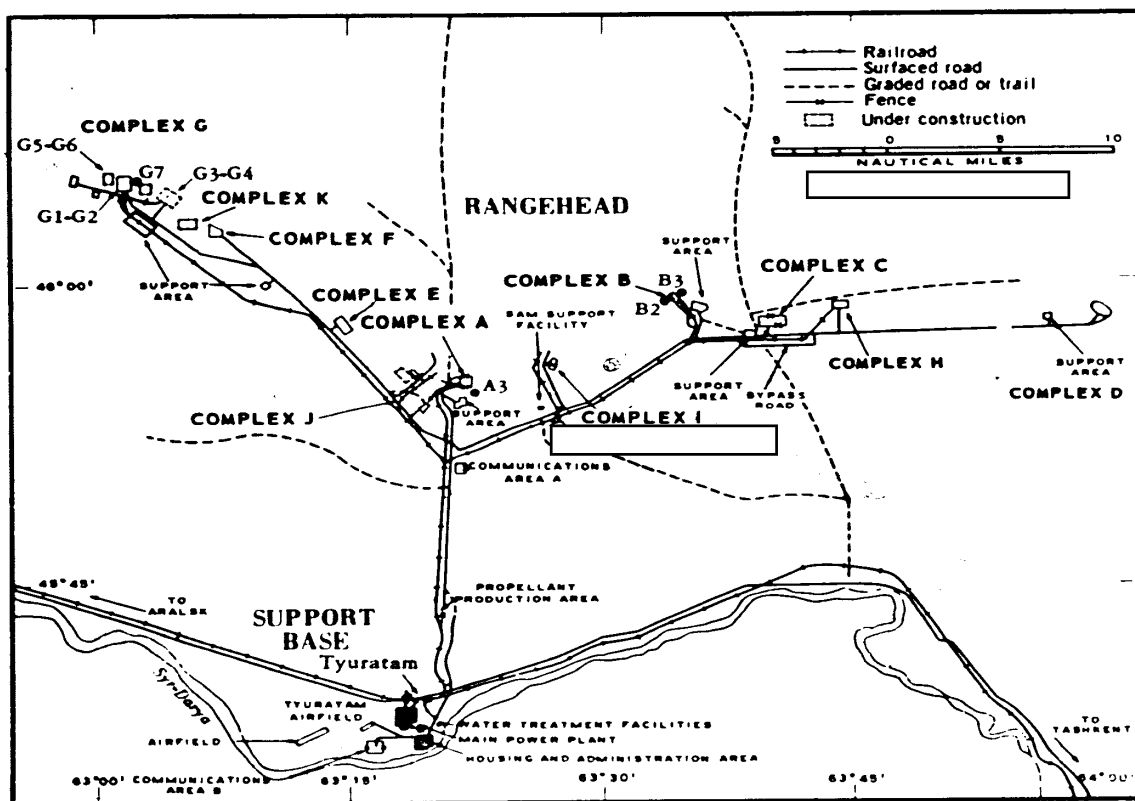 Railroad
Surfaced road
Graded road or trail
Fence
Under construction
5 0 5 10
NAUTICAL MILES
COMPLEX G
G5-G6
G7
G3-G4
G1-G2
COMPLEX K
COMPLEX F
SUPPORT
AREA
RANGEHEAD
46°00'
COMPLEX E
COMPLEX A
SUPPORT
AREA
COMPLEX B
B3
B2
COMPLEX C
SAM SUPPORT
FACILITY
A3
SUPPORT
AREA
COMPLEX J
COMPLEX I
SUPPORT
AREA
BYPASS
ROAD
COMPLEX H
SUPPORT
AREA
COMPLEX D
COMMUNICATIONS
AREA A
45°45'
TO
ARALSK
PROPELLANT
PRODUCTION AREA
SUPPORT
BASE
Tyuratam
Syr-Darya
TYURATAM
AIRFIELD
AIRFIELD
WATER TREATMENT FACILITIES
MAIN POWER PLANT
HOUSING AND ADMINISTRATION AREA
TO
TASHKENT
63°00'
COMMUNICATIONS
AREA B
63°15'
63°30'
63°45'
64°00'